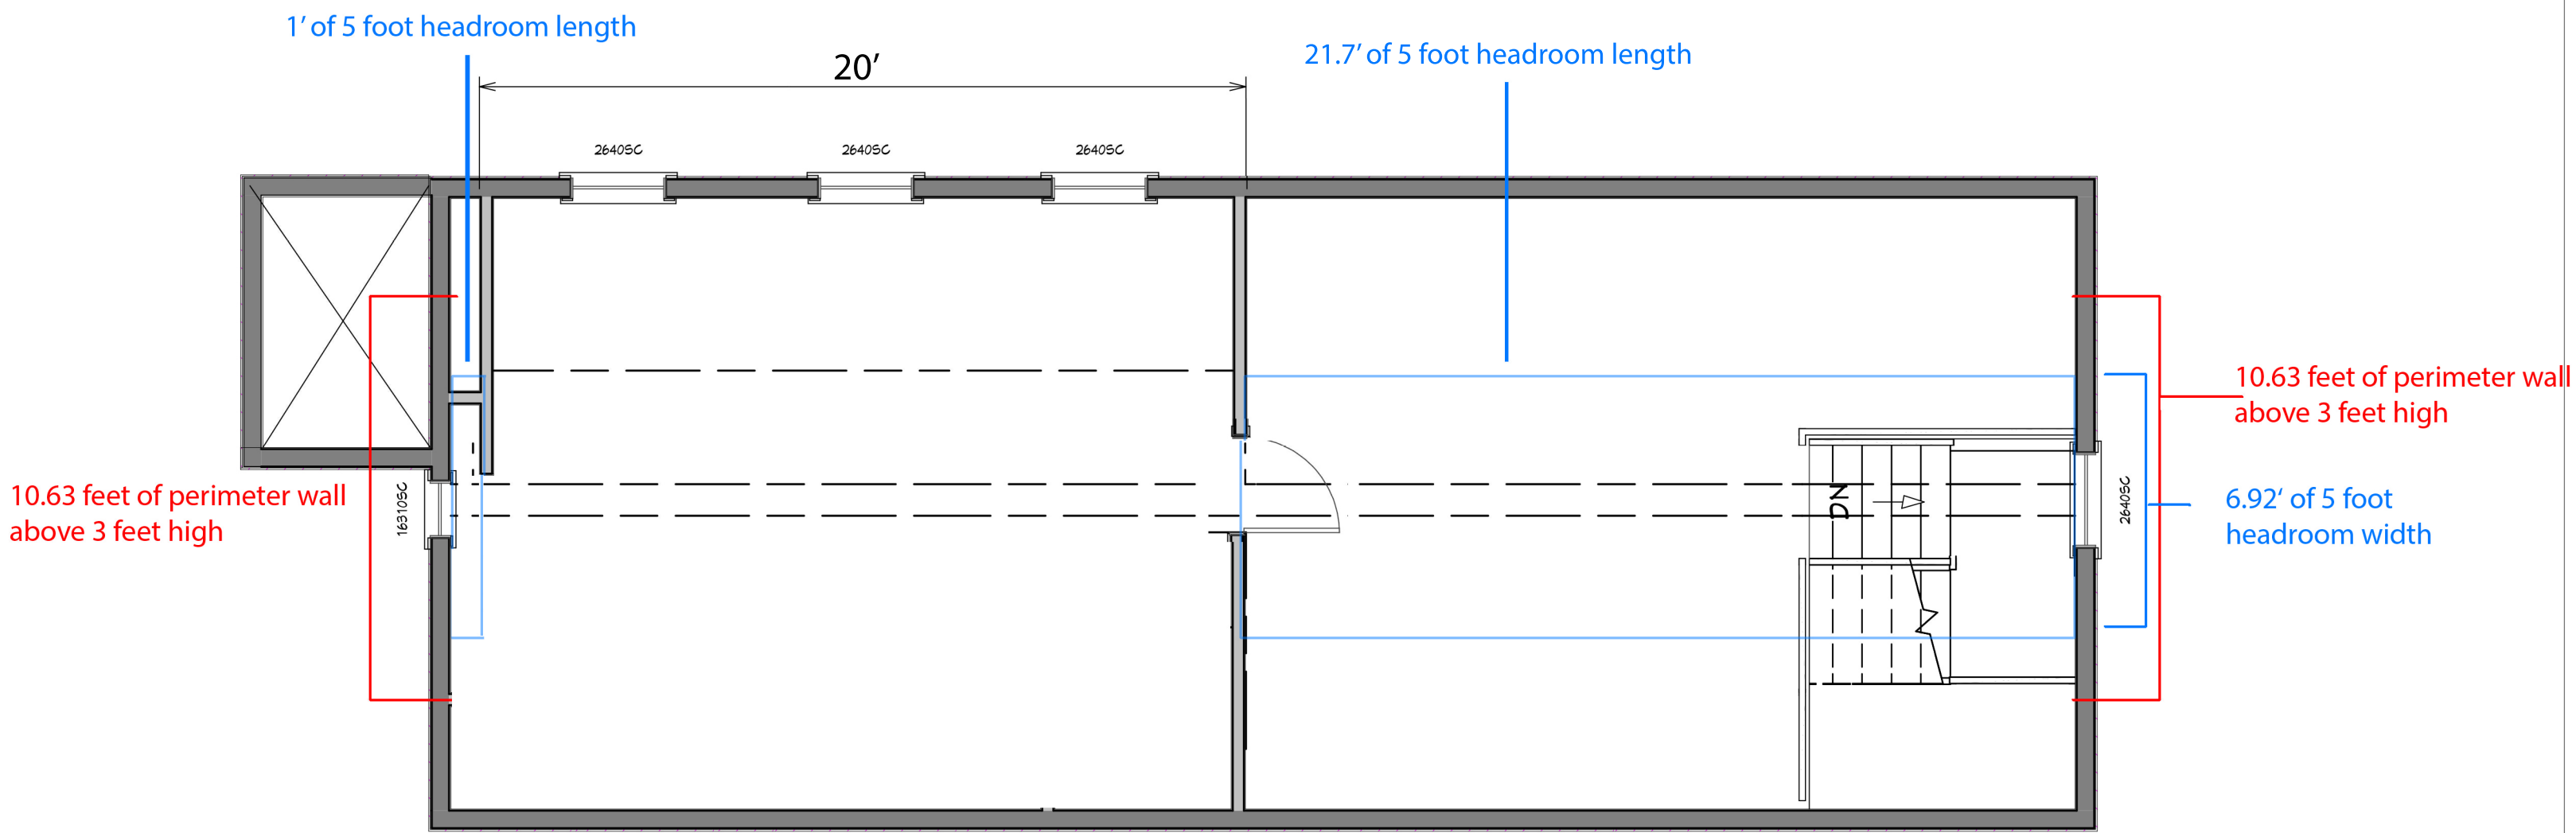 1’ of 5 foot headroom length
21.7’ of 5 foot headroom length
20’
2640SC
2640SC
2640SC
10.63 feet of perimeter wall
above 3 feet high
10.63 feet of perimeter wall
above 3 feet high
16310SC
DN
2640SC
6.92‘ of 5 foot
headroom width